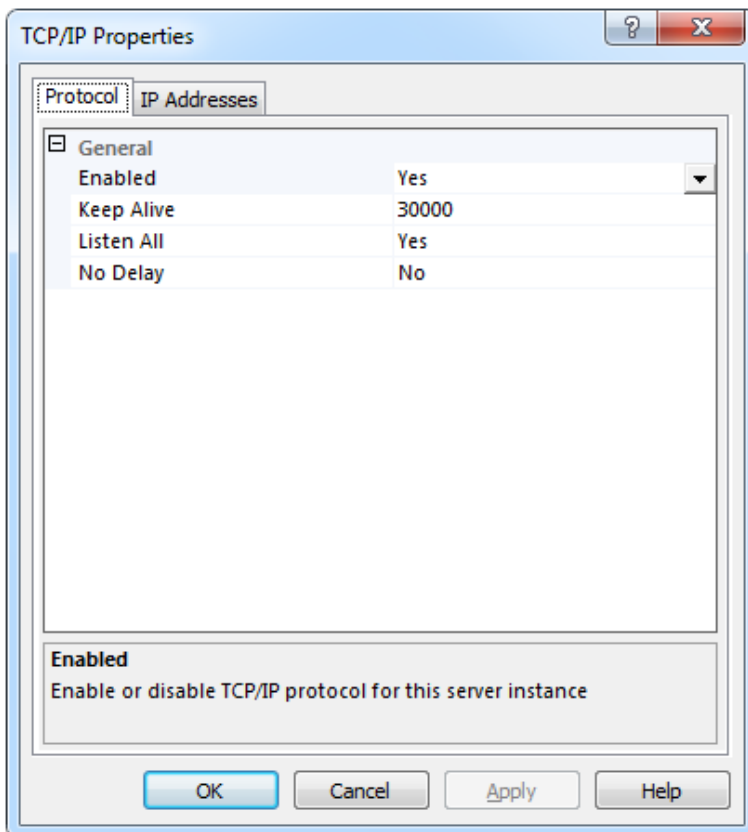 TCP/IP Properties
Protocol IP Addresses
General
Enabled Yes
Keep Alive 30000
Listen All Yes
No Delay No
Enabled
Enable or disable TCP/IP protocol for this server instance
OK Cancel Apply Help